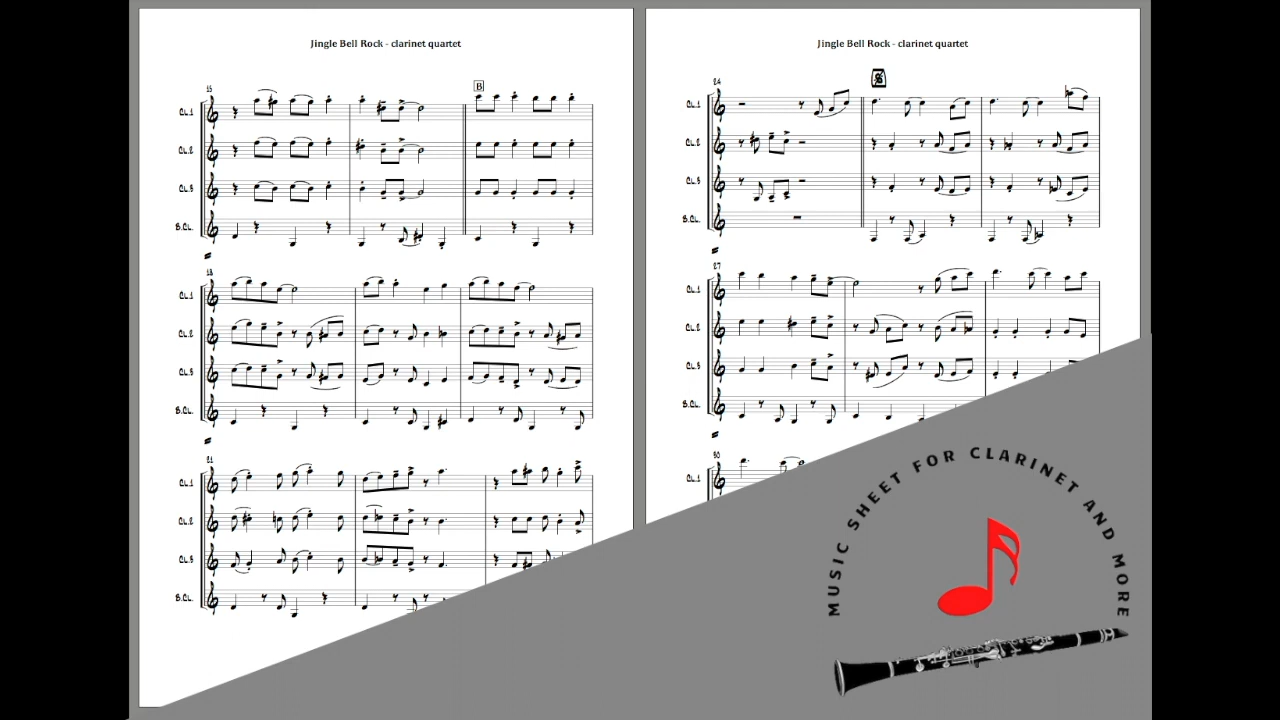 Jingle Bell Rock - clarinet quartet
15
B
CL.1
CL.2
CL.3
B.CL.
18
CL.1
CL.2
CL.3
B.CL.
21
CL.1
CL.2
CL.3
B.CL.
Jingle Bell Rock - clarinet quartet
24
CL.1
CL.2
CL.3
B.CL.
27
CL.1
CL.2
CL.3
B.CL.
30
CL.1
MUSIC SHEET FOR CLARINET AND MORE